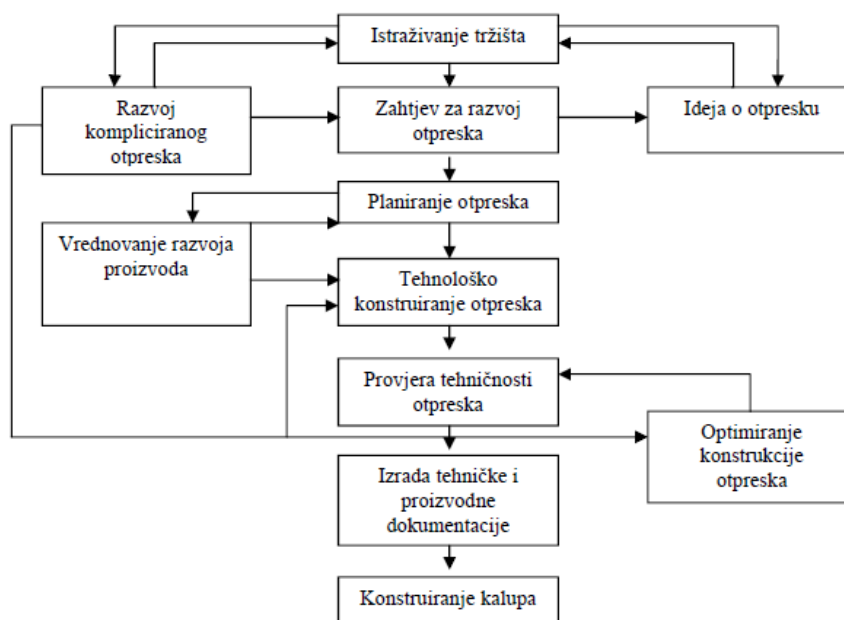 Istraživanje tržišta
Razvoj
kompliciranog
otpreska
Zahtjev za razvoj
otpreska
Ideja o otpresku
Planiranje otpreska
Vrednovanje razvoja
proizvoda
Tehnološko
konstruiranje otpreska
Provjera tehničnosti
otpreska
Optimiranje
konstrukcije
otpreska
Izrada tehničke i
proizvodne
dokumentacije
Konstruiranje kalupa